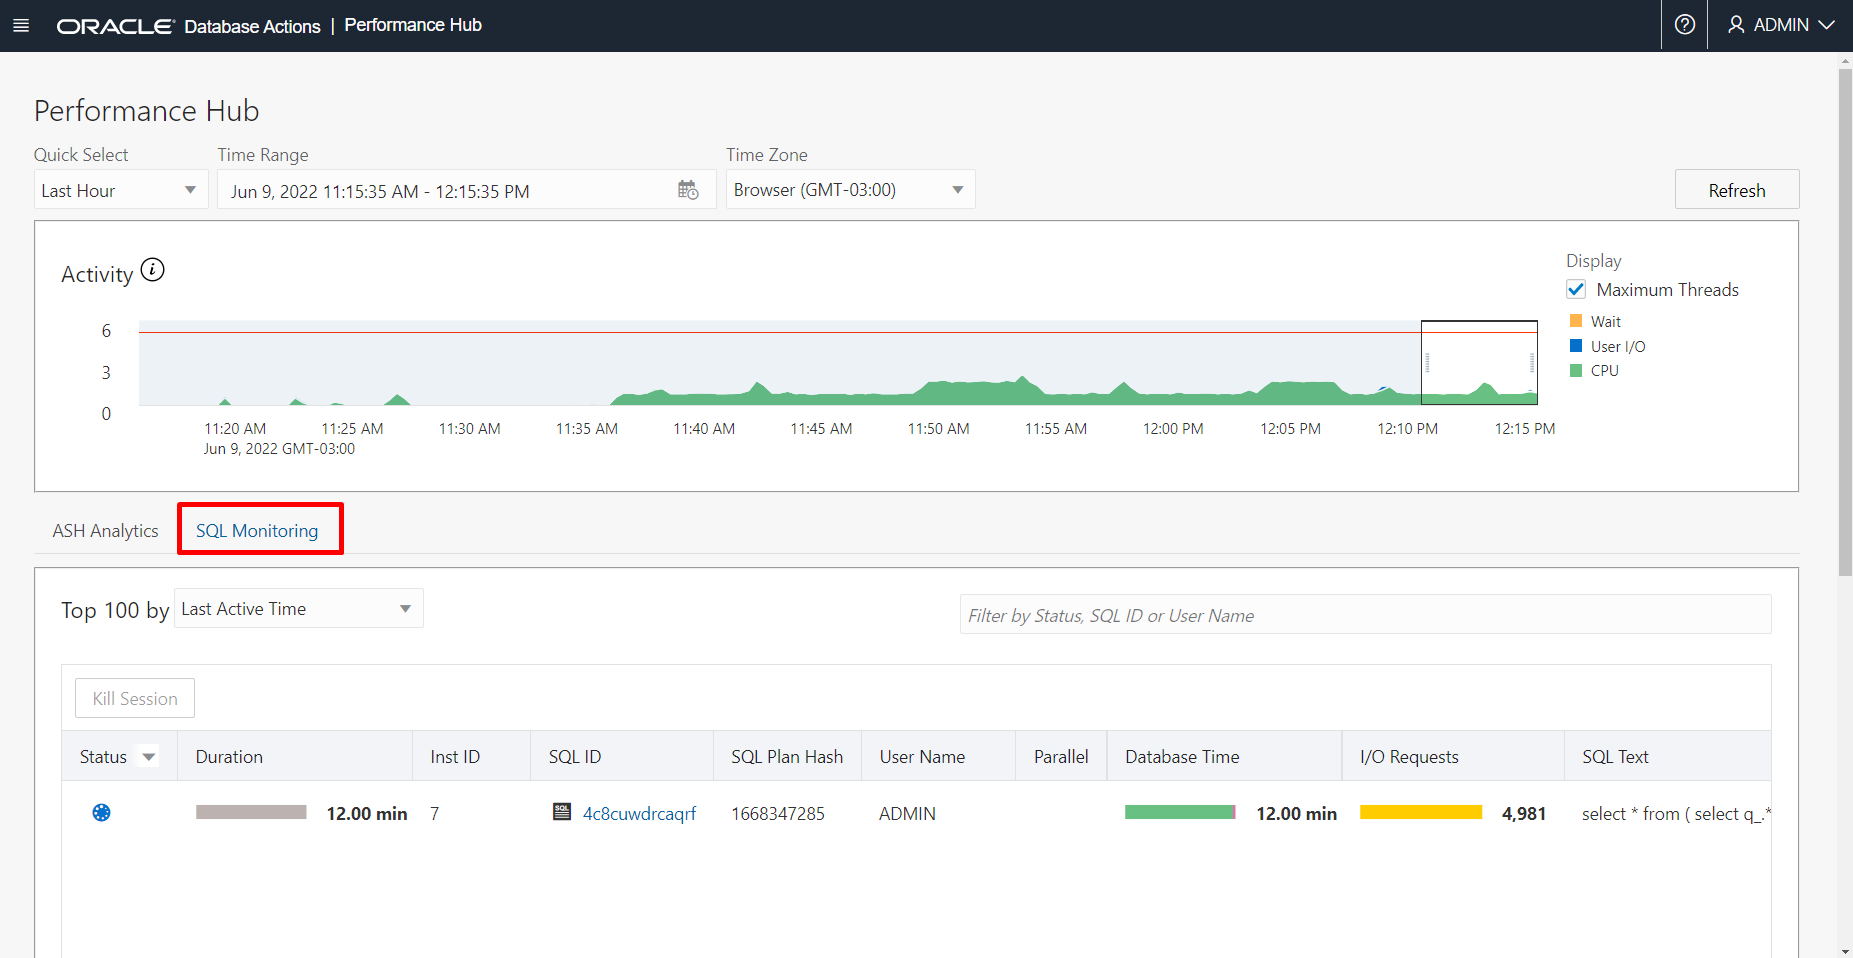 ORACLE Database Actions | Performance Hub
ADMIN
Performance Hub
Quick Select
Time Range
Time Zone
Last Hour
Jun 9, 2022 11:15:35 AM - 12:15:35 PM
Browser (GMT-03:00)
Refresh
Activity
Display
Maximum Threads
Wait
User I/O
CPU
6
3
0
11:20 AM 11:25 AM 11:30 AM 11:35 AM 11:40 AM 11:45 AM 11:50 AM 11:55 AM 12:00 PM 12:05 PM 12:10 PM 12:15 PM
Jun 9, 2022 GMT-03:00
ASH Analytics
SQL Monitoring
Top 100 by Last Active Time
Filter by Status, SQL ID or User Name
Kill Session
Status Duration Inst ID SQL ID SQL Plan Hash User Name Parallel Database Time I/O Requests SQL Text
12.00 min 7 SQL 4c8cuwdrcaqrf 1668347285 ADMIN 12.00 min 4,981 select * from ( select q_.*